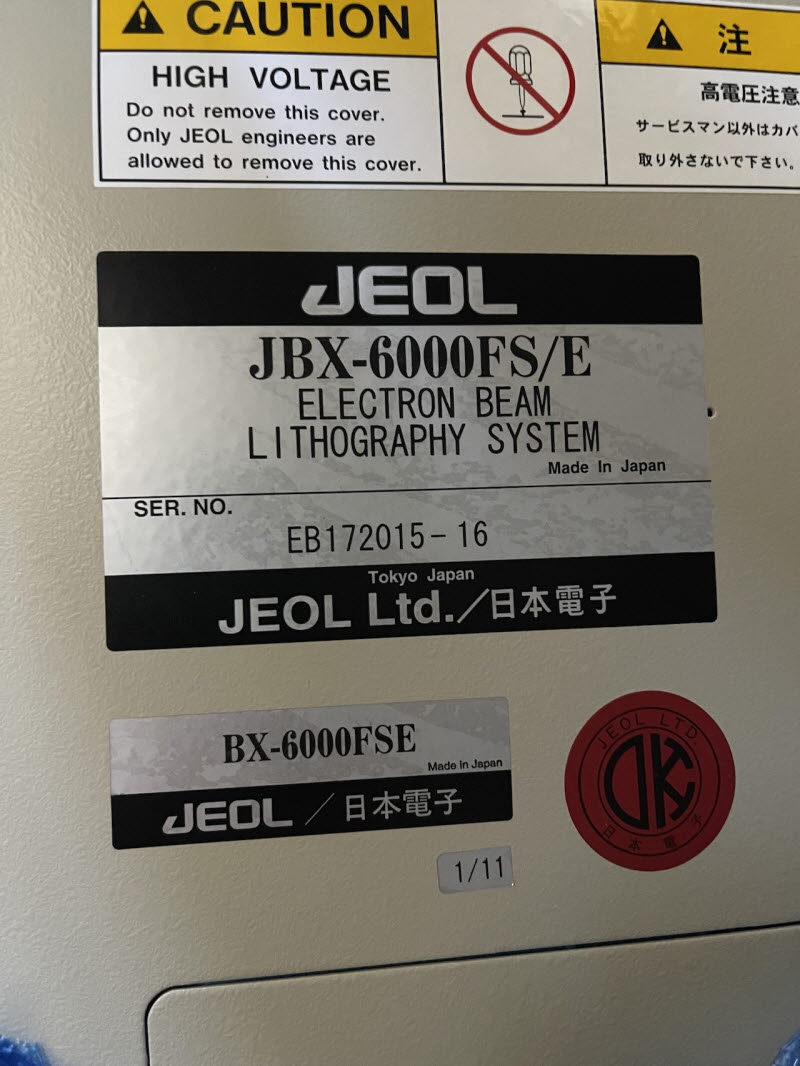 CAUTION
HIGH VOLTAGE
Do not remove this cover.
Only JEOL engineers are
allowed to remove this cover.
注
高電圧注意
サービスマン以外はカバ
取り外さないで下さい。
JEOL
JBX-6000FS/E
ELECTRON BEAM
LITHOGRAPHY SYSTEM
Made In Japan
SER. NO.
EB172015-16
Tokyo Japan
JEOL Ltd./日本電子
BX-6000FSE
Made In Japan
JEOL / 日本電子
JEOL LTD.
OK
日本電子
1/11